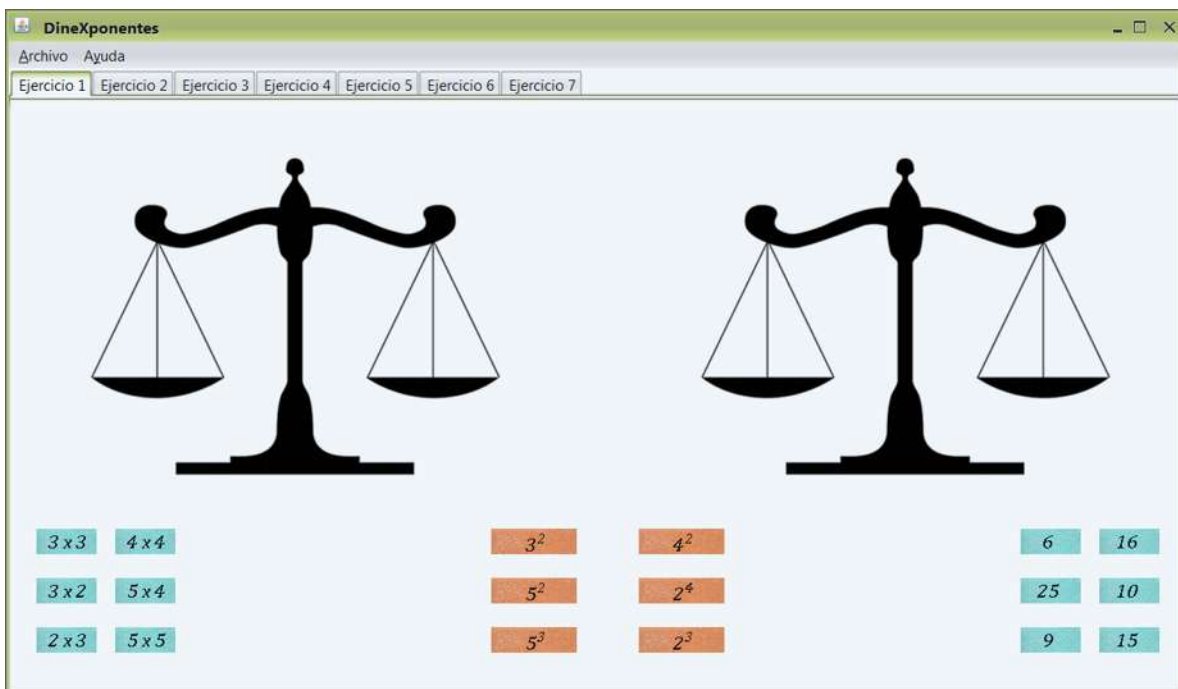 DineXponentes
Archivo Ayuda
Ejercicio 1 Ejercicio 2 Ejercicio 3 Ejercicio 4 Ejercicio 5 Ejercicio 6 Ejercicio 7
3 x 3 4 x 4 3² 4² 6 16
3 x 2 5 x 4 5² 2⁴ 25 10
2 x 3 5 x 5 5³ 2³ 9 15